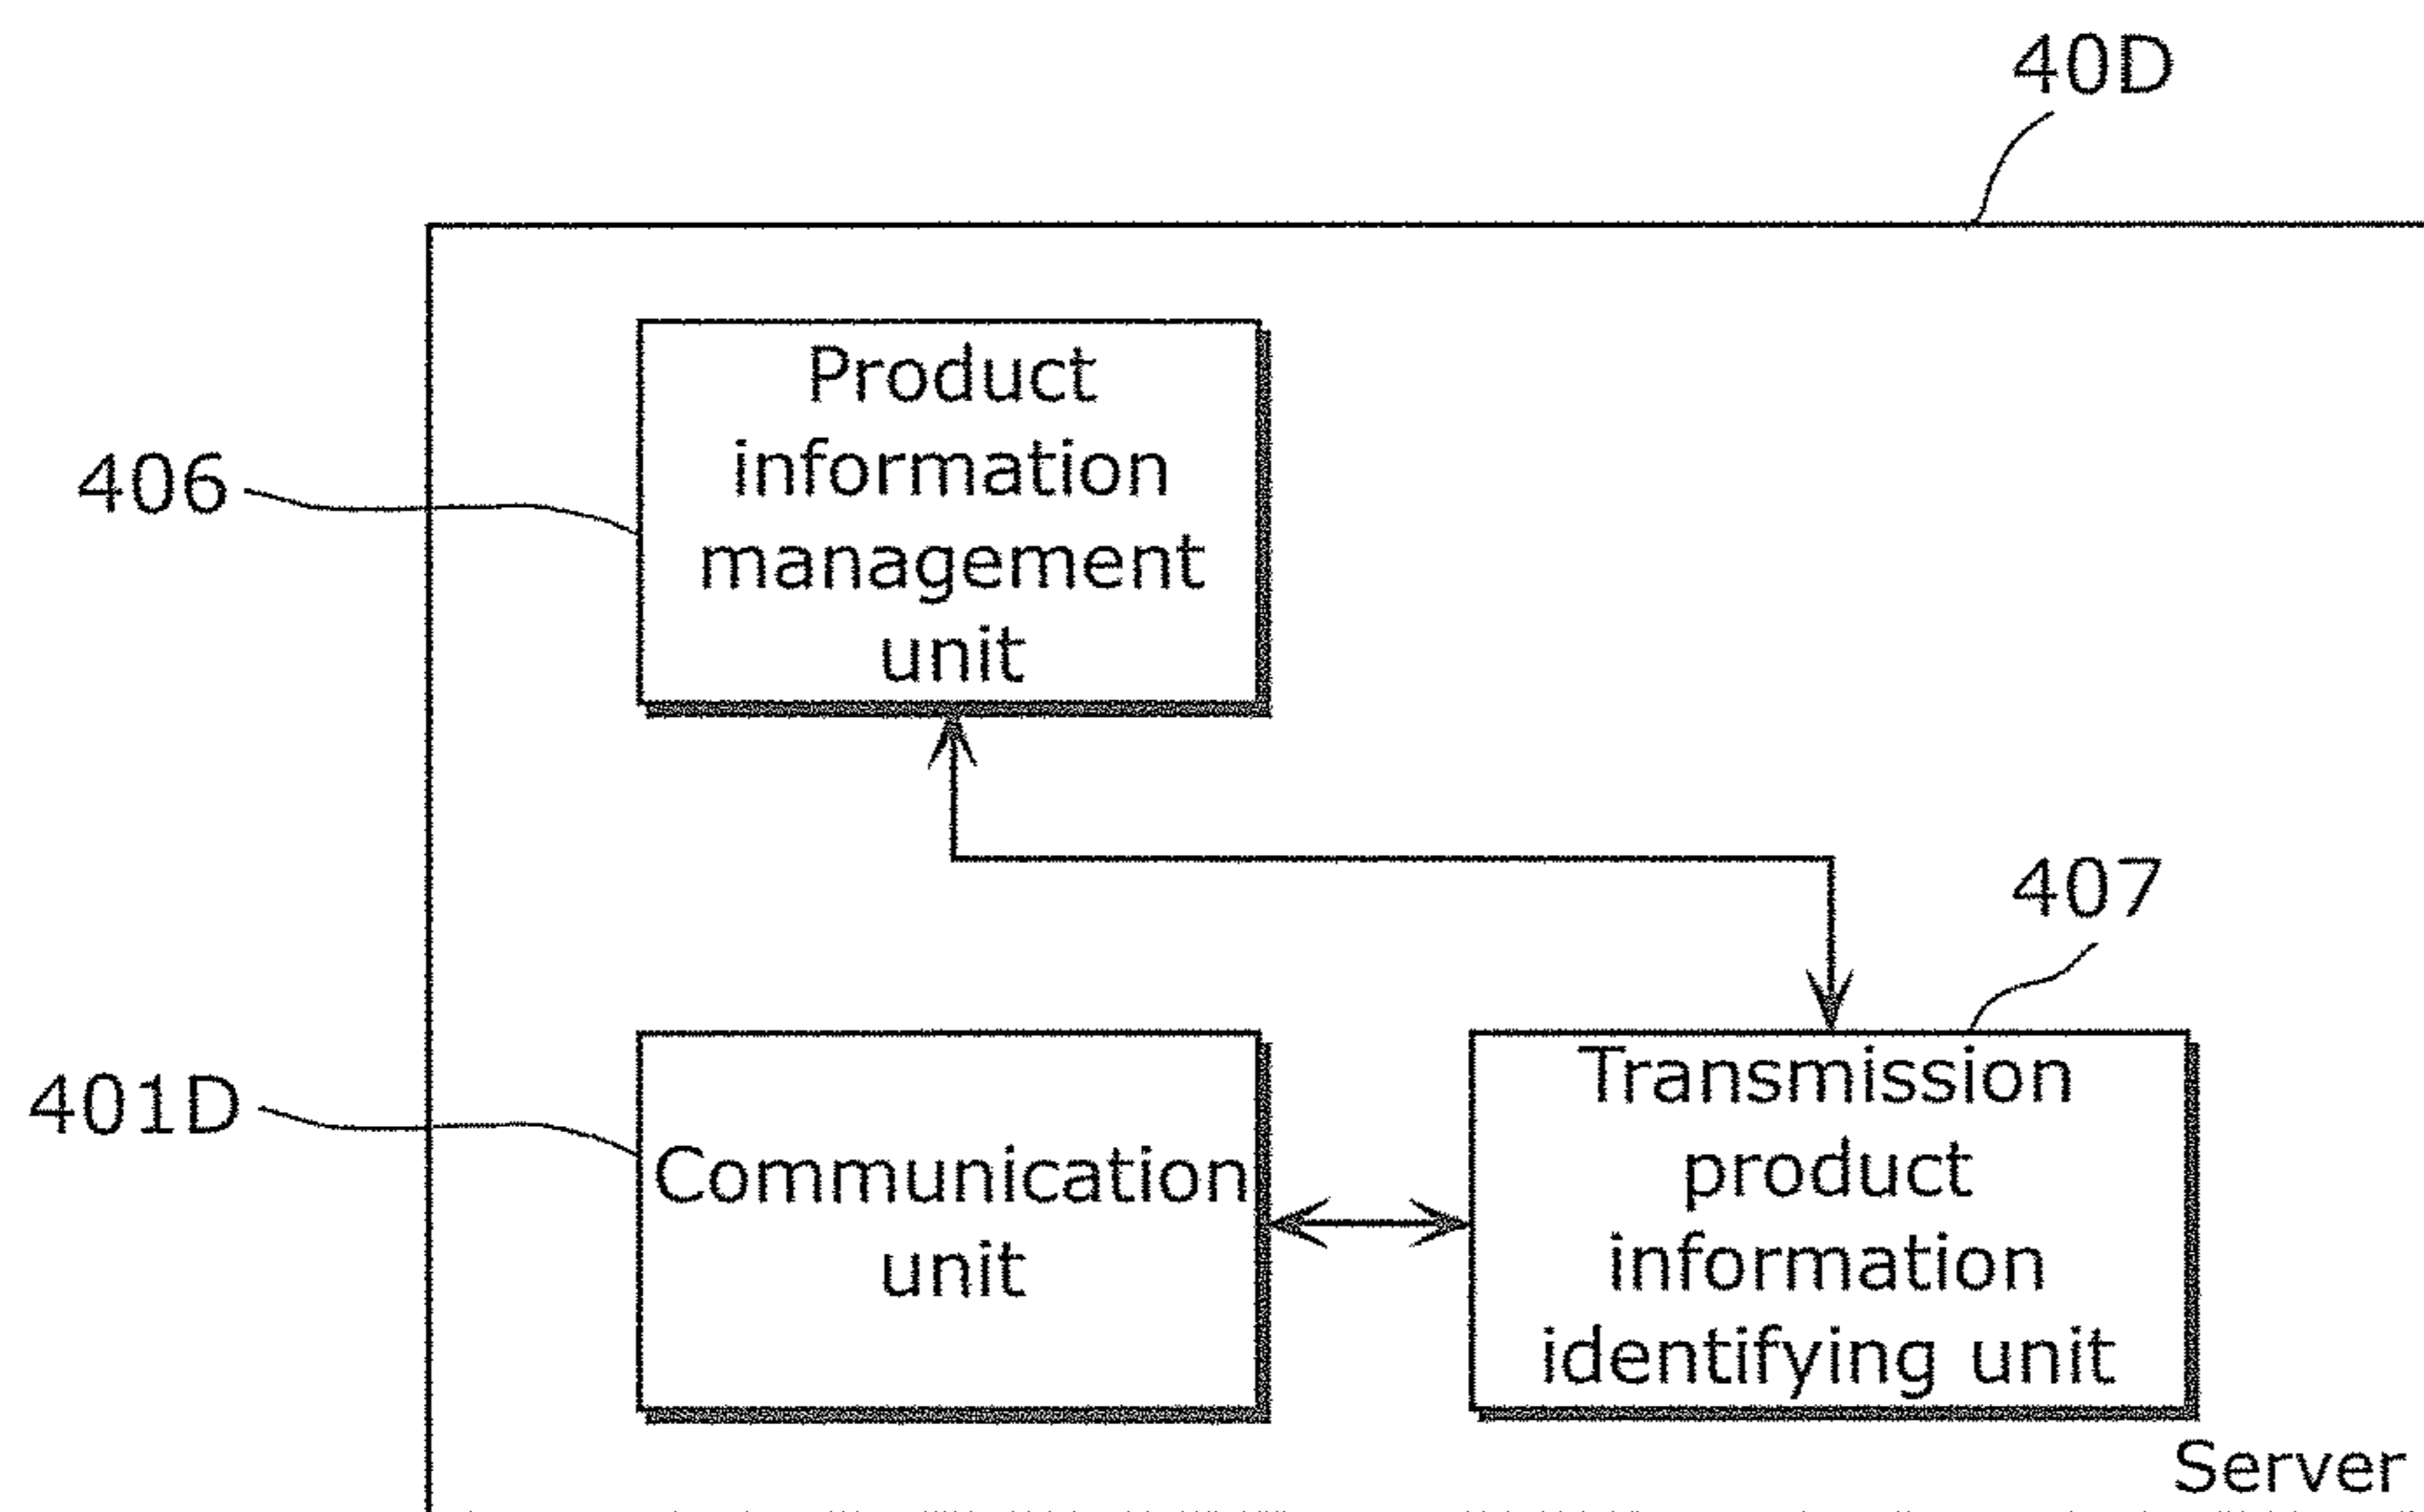 40D
Product
information
management
unit
406
407
401D
Communication
unit
Transmission
product
information
identifying unit
Server